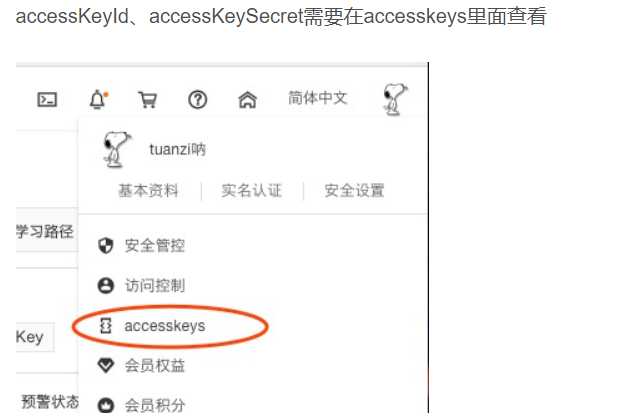 accessKeyId、accessKeySecret需要在accesskeys里面查看
简体中文
tuanzi呐
基本资料 实名认证 安全设置
学习路径
安全管控
访问控制
accesskeys
Key
会员权益
预警状态
会员积分